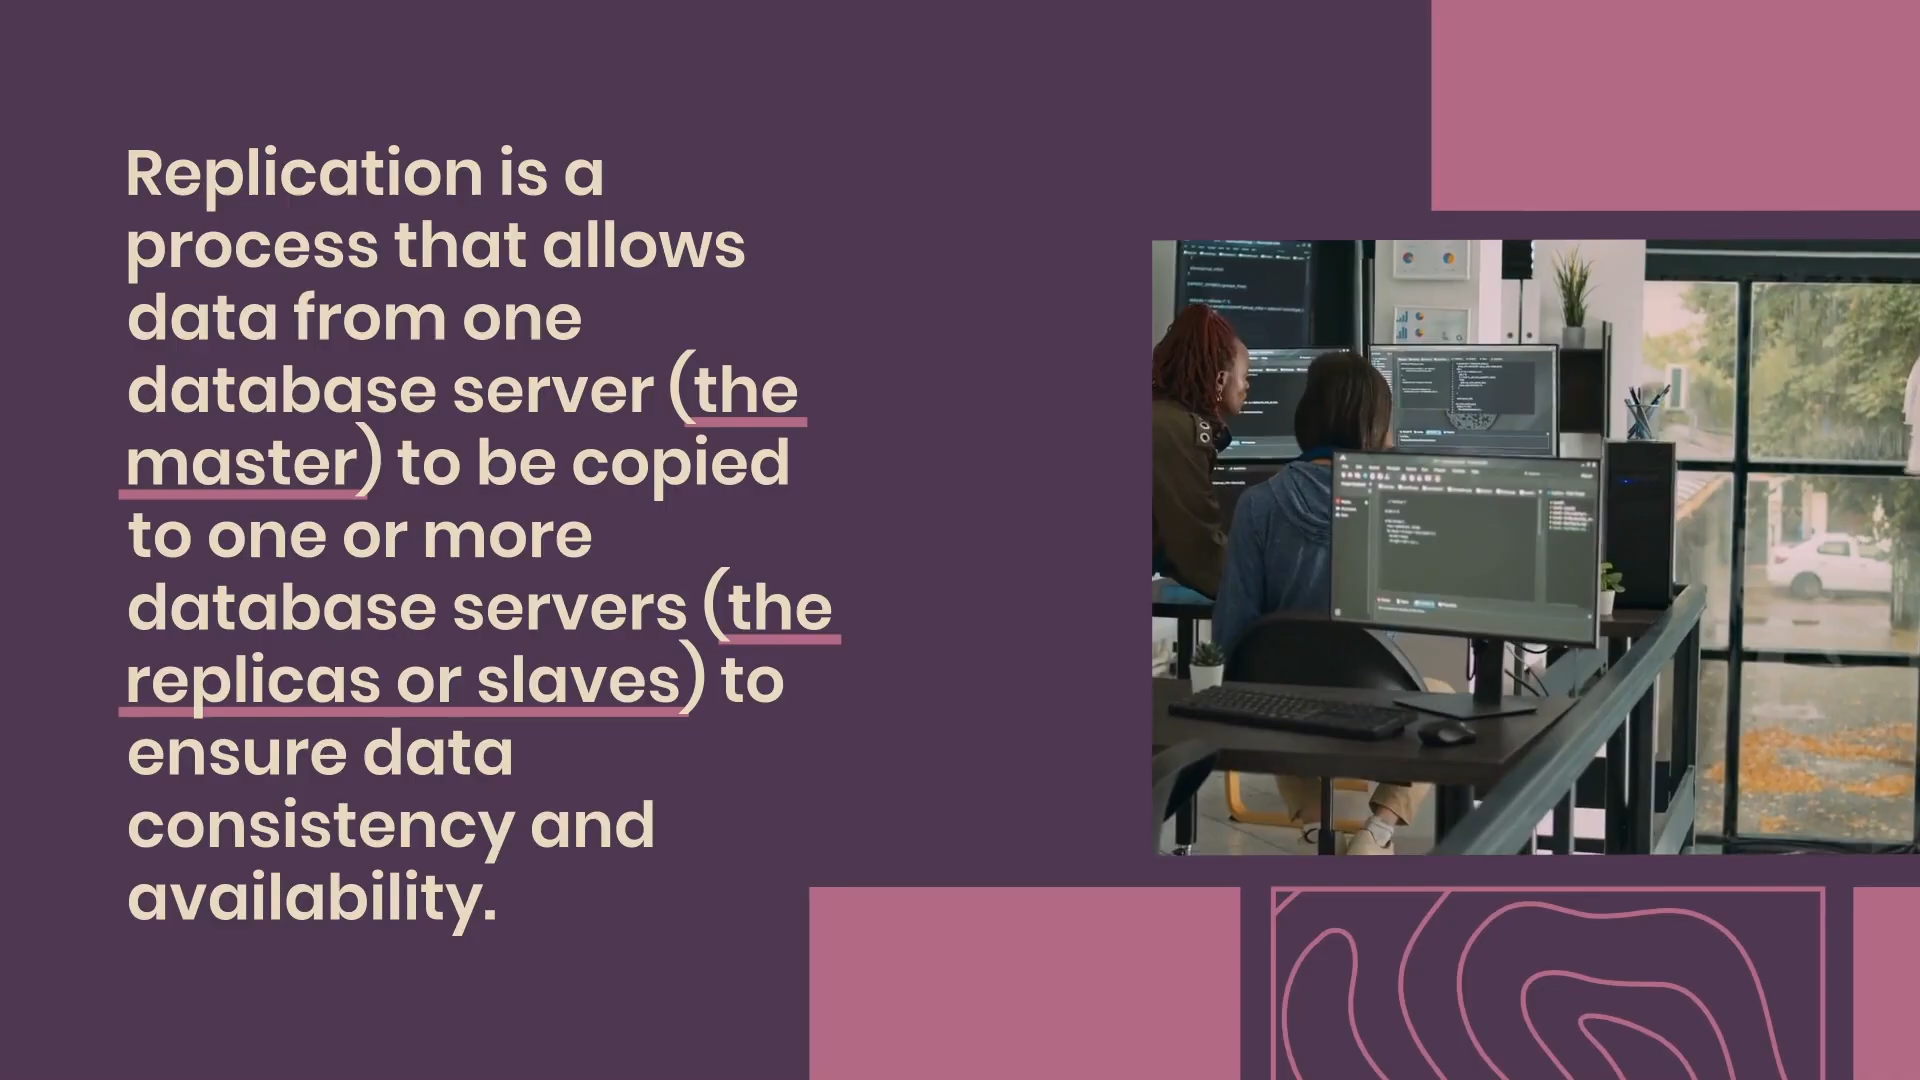 Replication is a
process that allows
data from one
database server (the
master) to be copied
to one or more
database servers (the
replicas or slaves) to
ensure data
consistency and
availability.